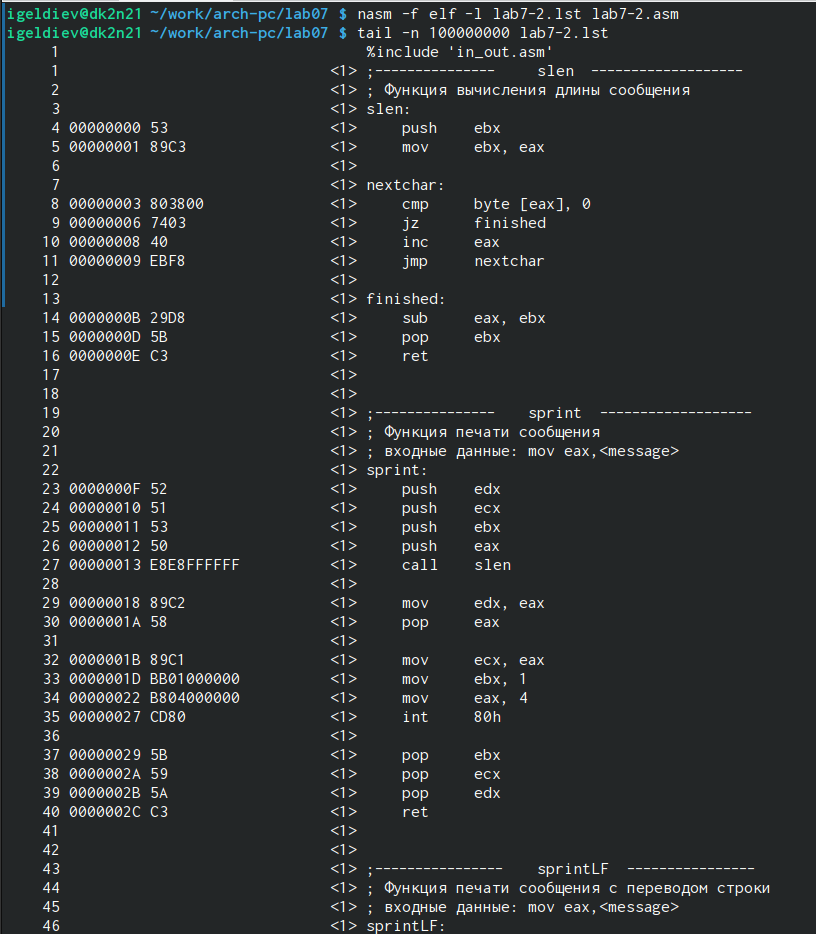 igeldiev@dk2n21 ~/work/arch-pc/lab07 $ nasm -f elf -l lab7-2.lst lab7-2.asm
igeldiev@dk2n21 ~/work/arch-pc/lab07 $ tail -n 100000000 lab7-2.lst
     1                                  %include 'in_out.asm'
     1                              <1> ;---------------     slen  -------------------
     2                              <1> ; Функция вычисления длины сообщения
     3                              <1> slen:
     4 00000000 53                  <1>     push    ebx
     5 00000001 89C3                <1>     mov     ebx, eax
     6                              <1>
     7                              <1> nextchar:
     8 00000003 803800              <1>     cmp     byte [eax], 0
     9 00000006 7403                <1>     jz      finished
    10 00000008 40                  <1>     inc     eax
    11 00000009 EBF8                <1>     jmp     nextchar
    12                              <1>
    13                              <1> finished:
    14 0000000B 29D8                <1>     sub     eax, ebx
    15 0000000D 5B                  <1>     pop     ebx
    16 0000000E C3                  <1>     ret
    17                              <1>
    18                              <1>
    19                              <1> ;---------------    sprint  -------------------
    20                              <1> ; Функция печати сообщения
    21                              <1> ; входные данные: mov eax,<message>
    22                              <1> sprint:
    23 0000000F 52                  <1>     push    edx
    24 00000010 51                  <1>     push    ecx
    25 00000011 53                  <1>     push    ebx
    26 00000012 50                  <1>     push    eax
    27 00000013 E8E8FFFFFF          <1>     call    slen
    28                              <1>
    29 00000018 89C2                <1>     mov     edx, eax
    30 0000001A 58                  <1>     pop     eax
    31                              <1>
    32 0000001B 89C1                <1>     mov     ecx, eax
    33 0000001D BB01000000          <1>     mov     ebx, 1
    34 00000022 B804000000          <1>     mov     eax, 4
    35 00000027 CD80                <1>     int     80h
    36                              <1>
    37 00000029 5B                  <1>     pop     ebx
    38 0000002A 59                  <1>     pop     ecx
    39 0000002B 5A                  <1>     pop     edx
    40 0000002C C3                  <1>     ret
    41                              <1>
    42                              <1>
    43                              <1> ;----------------    sprintLF  ----------------
    44                              <1> ; Функция печати сообщения с переводом строки
    45                              <1> ; входные данные: mov eax,<message>
    46                              <1> sprintLF: